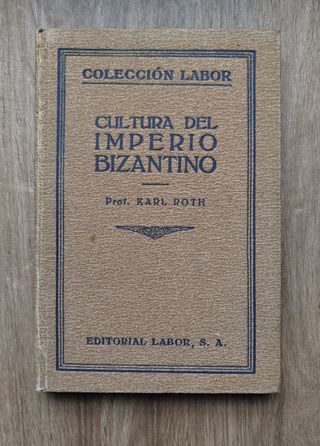 COLECCIÓN LABOR
CULTURA DEL
IMPERIO
BIZANTINO
Prof. KARL ROTH
EDITORIAL LABOR, S. A.